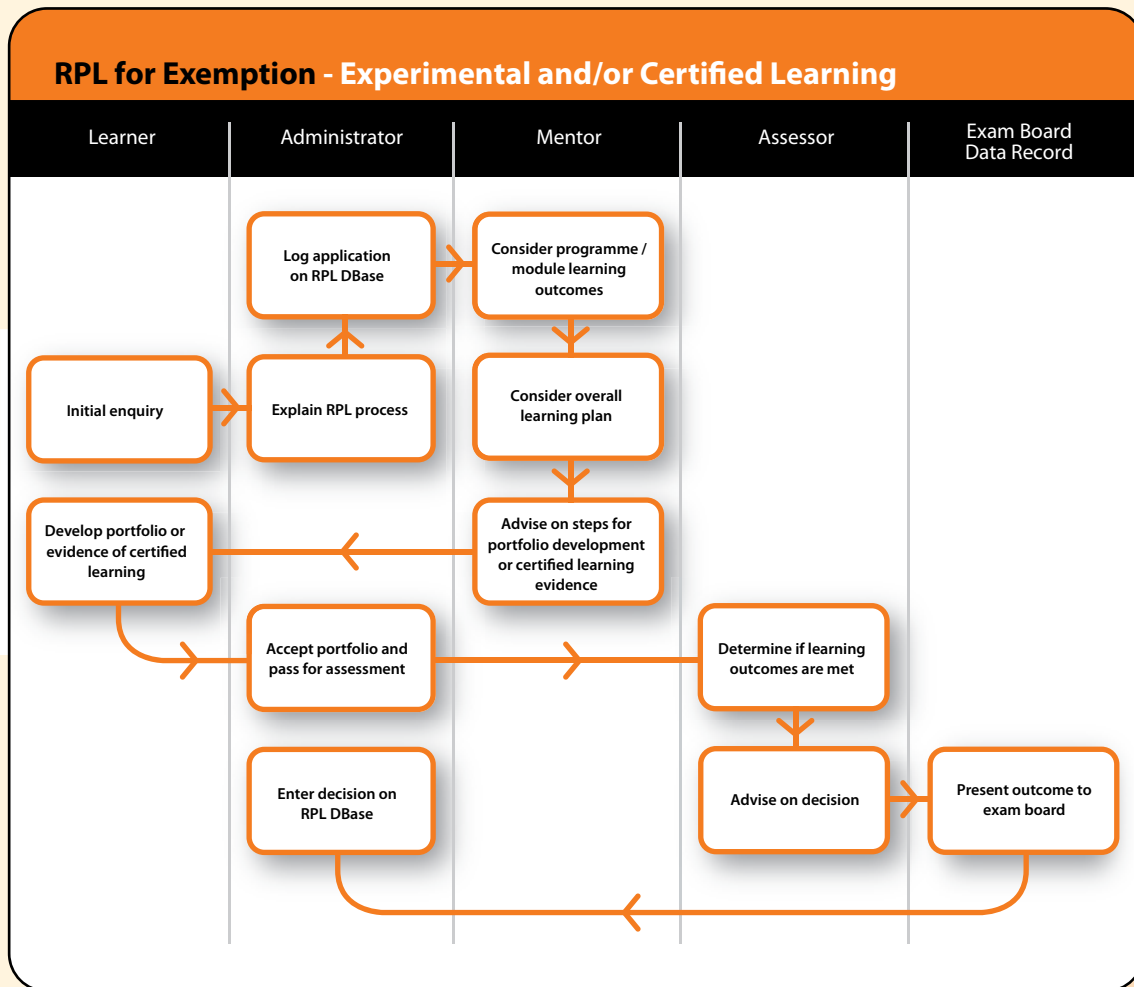 RPL for Exemption - Experimental and/or Certified Learning
Learner
Administrator
Mentor
Assessor
Exam Board
Data Record
Log application
on RPL DBase
Consider programme /
module learning
outcomes
Initial enquiry
Explain RPL process
Consider overall
learning plan
Develop portfolio or
evidence of certified
learning
Advise on steps for
portfolio development
or certified learning
evidence
Accept portfolio and
pass for assessment
Determine if learning
outcomes are met
Enter decision on
RPL DBase
Advise on decision
Present outcome to
exam board